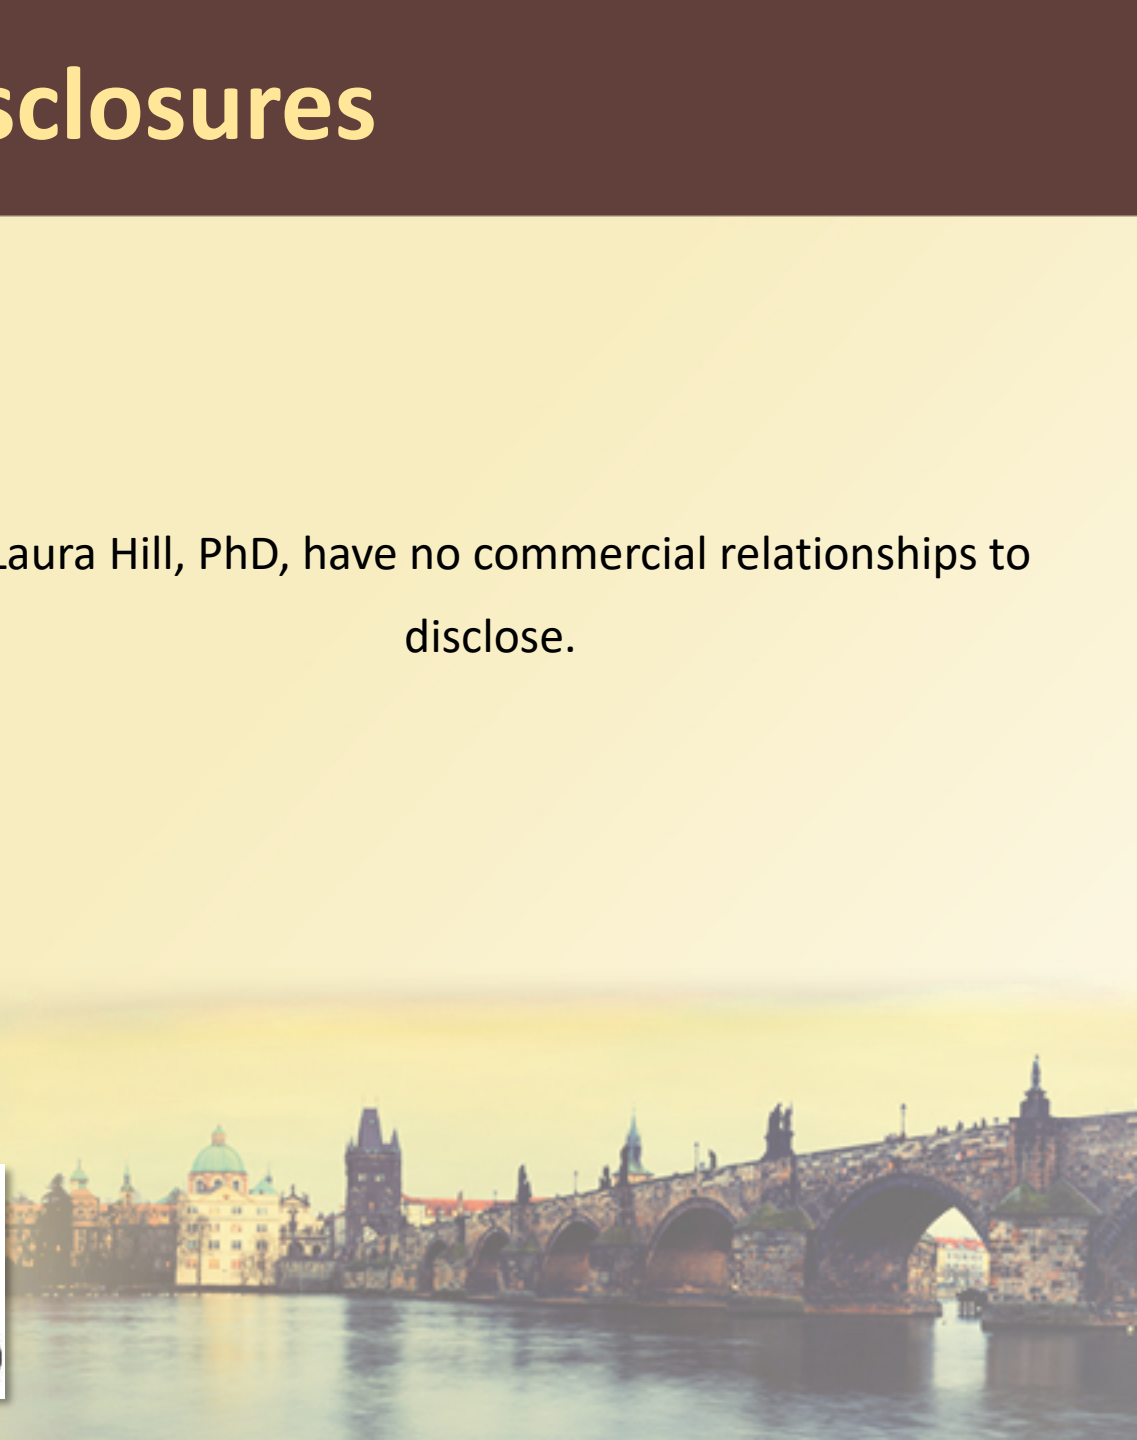 sclosures
Laura Hill, PhD, have no commercial relationships to
disclose.